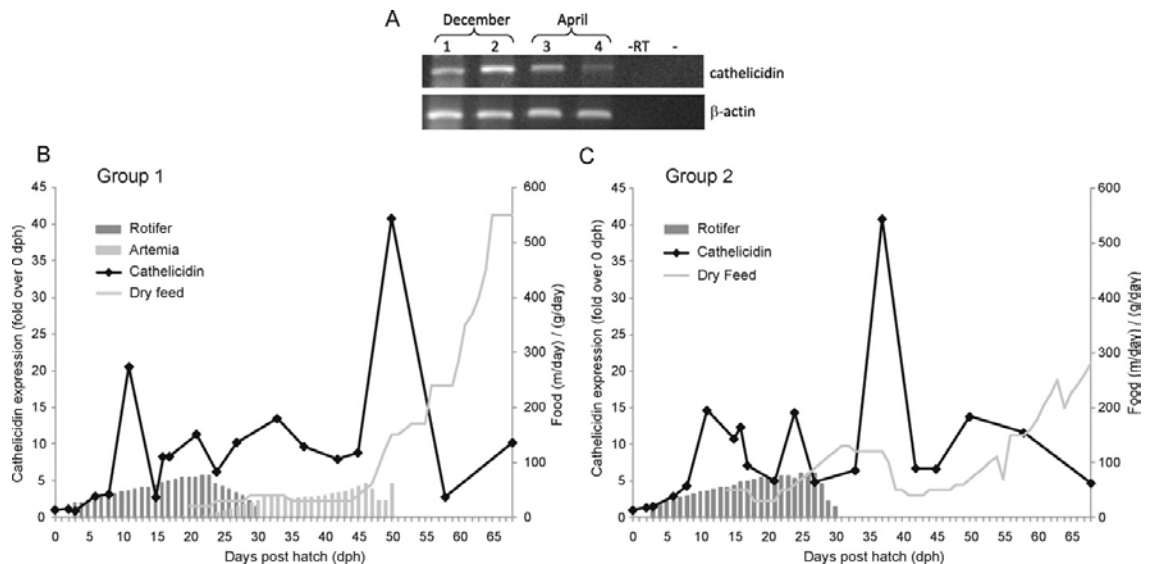 A
December April
1 2 3 4 -RT -
cathelicidin
β-actin
B
Group 1
Cathelicidin expression (fold over 0 dph)
45
40
35
30
25
20
15
10
5
0
Rotifer
Artemia
Cathelicidin
Dry feed
600
500
400
300
200
100
0
Food (m/day) / (g/day)
0 5 10 15 21 25 30 35 40 45 50 55 60 65
Days post hatch (dph)
C
Group 2
Cathelicidin expression (fold over 0 dph)
45
40
35
30
25
20
15
10
5
0
Rotifer
Cathelicidin
Dry Feed
600
500
400
300
200
100
0
Food (m/day) / (g/day)
0 5 10 15 21 25 30 35 40 45 50 55 60 65
Days post hatch (dph)